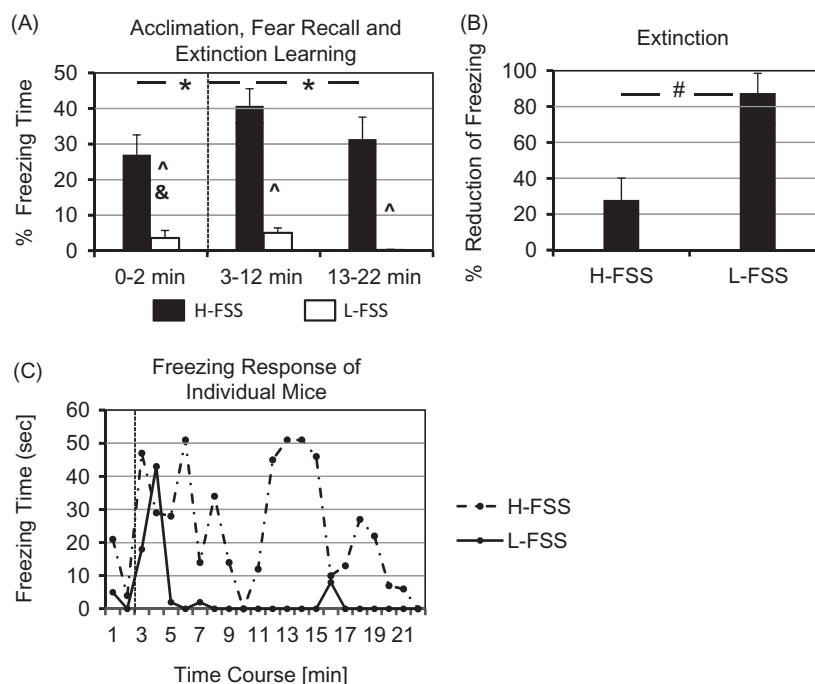 (A)
Acclimation, Fear Recall and
Extinction Learning
% Freezing Time
50
40
30
20
10
0
*
*
^
&
^
^
0-2 min 3-12 min 13-22 min
H-FSS L-FSS
(B)
Extinction
% Reduction of Freezing
100
80
60
40
20
0
#
H-FSS L-FSS
(C)
Freezing Response of
Individual Mice
Freezing Time (sec]
60
50
40
30
20
10
0
1 3 5 7 9 11 13 15 17 19 21
Time Course [min]
H-FSS
L-FSS